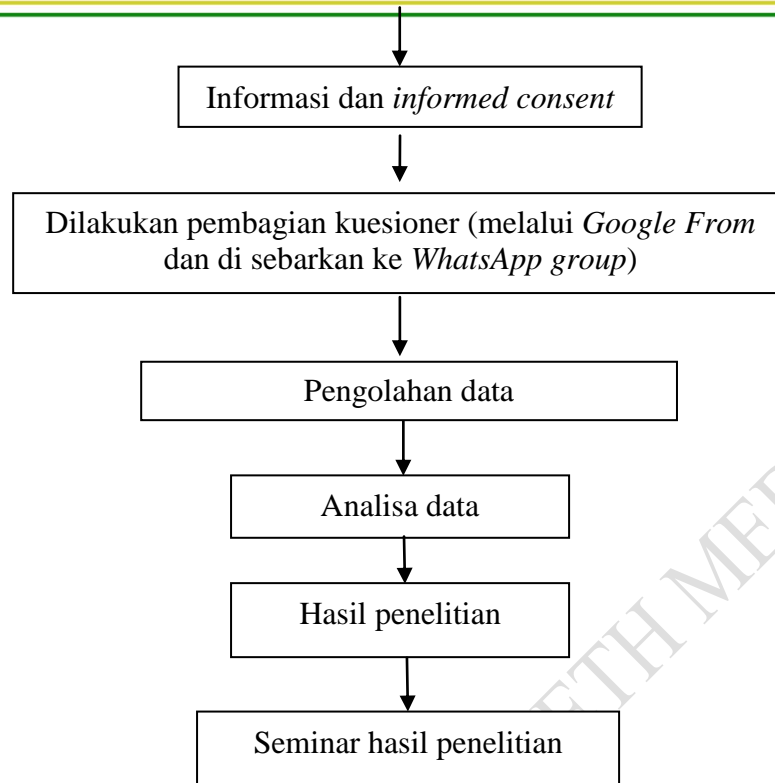 Informasi dan informed consent
Dilakukan pembagian kuesioner (melalui Google From
dan di sebarkan ke WhatsApp group)
Pengolahan data
Analisa data
Hasil penelitian
Seminar hasil penelitian